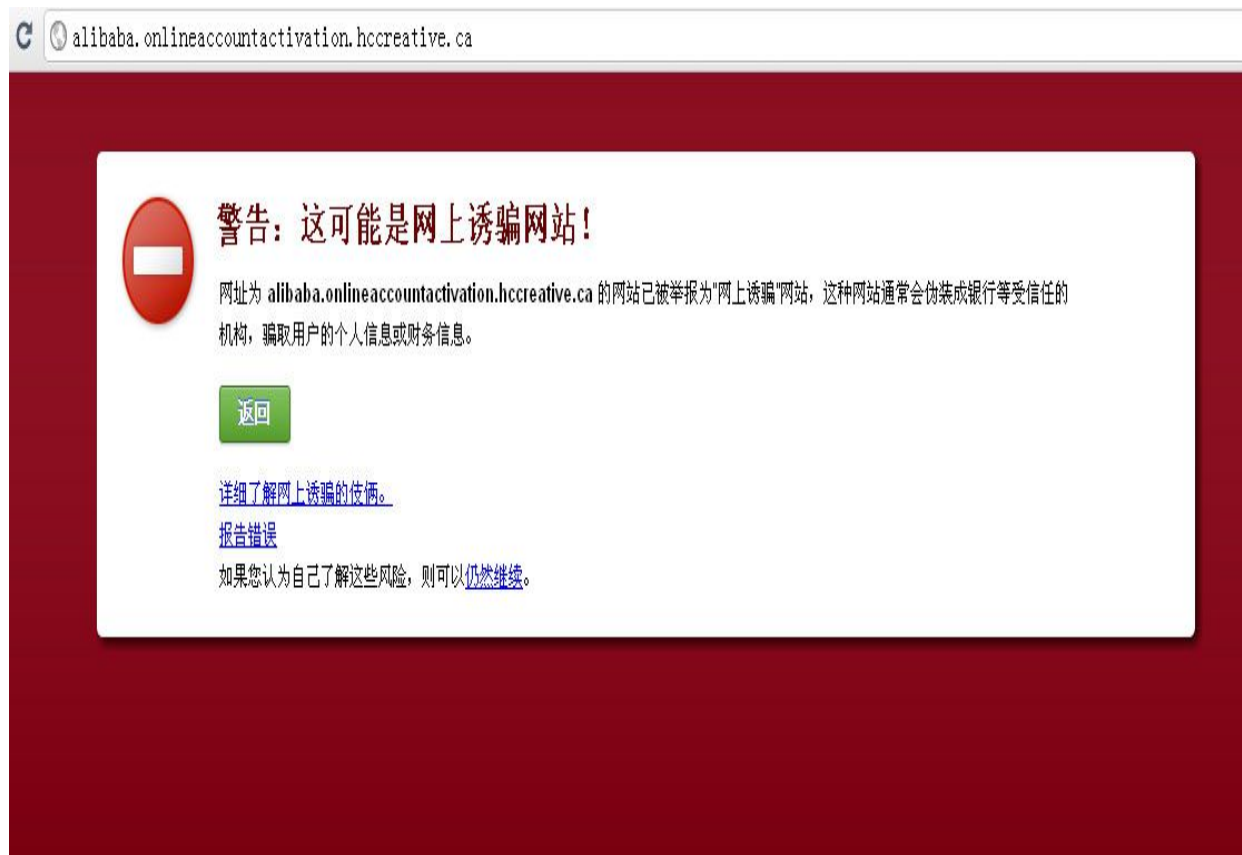 alibaba.onlineaccountactivation.hccreative.ca
警告：这可能是网上诱骗网站！
网址为 alibaba.onlineaccountactivation.hccreative.ca 的网站已被举报为"网上诱骗"网站，这种网站通常会伪装成银行等受信任的
机构，骗取用户的个人信息或财务信息。
返回
详细了解网上诱骗的伎俩。
报告错误
如果您认为自己了解这些风险，则可以仍然继续。